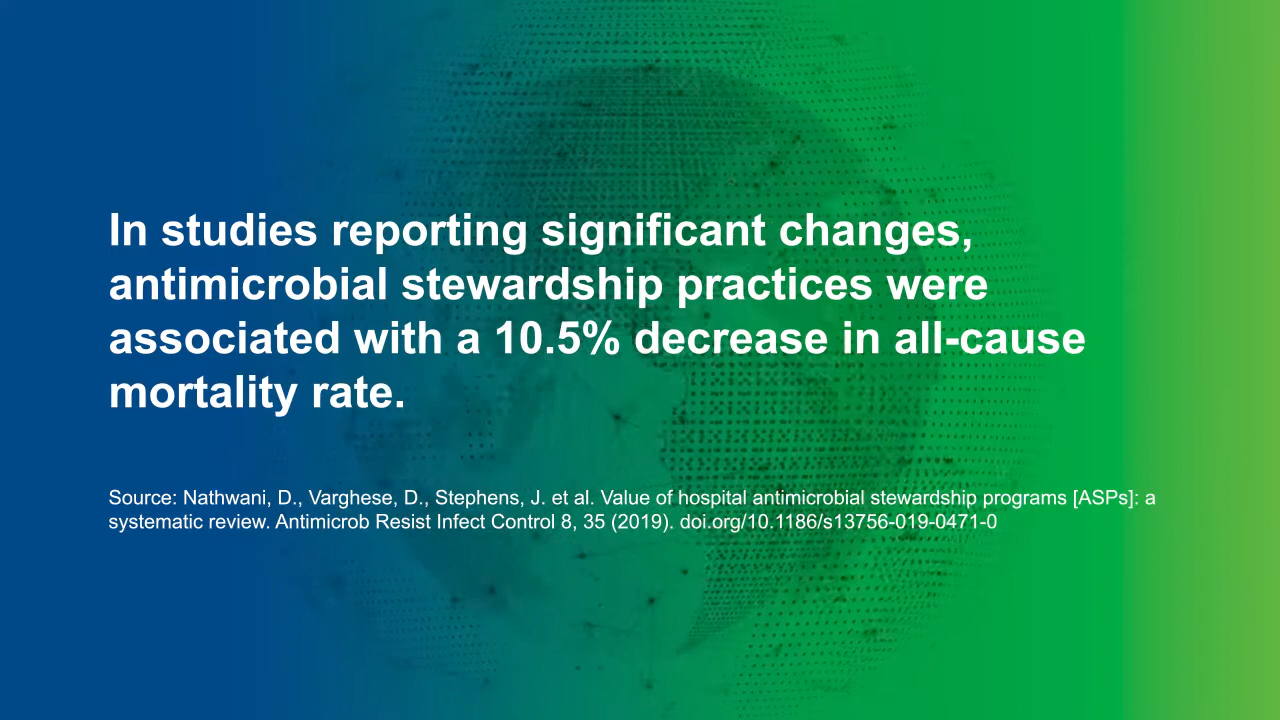 In studies reporting significant changes,
antimicrobial stewardship practices were
associated with a 10.5% decrease in all-cause
mortality rate.
Source: Nathwani, D., Varghese, D., Stephens, J. et al. Value of hospital antimicrobial stewardship programs [ASPs]: a
systematic review. Antimicrob Resist Infect Control 8, 35 (2019). doi.org/10.1186/s13756-019-0471-0